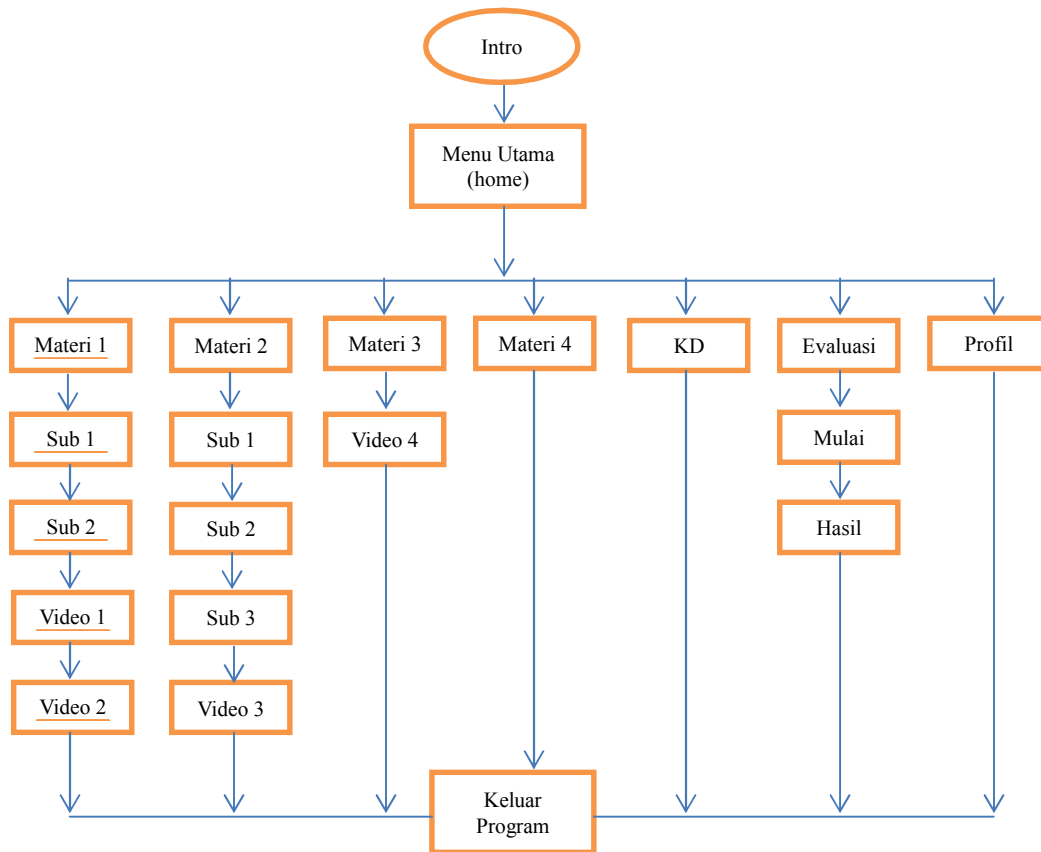 Intro
Menu Utama
(home)
Materi 1
Materi 2
Materi 3
Materi 4
KD
Evaluasi
Profil
Sub 1
Sub 1
Video 4
Mulai
Sub 2
Sub 2
Hasil
Video 1
Sub 3
Video 2
Video 3
Keluar
Program